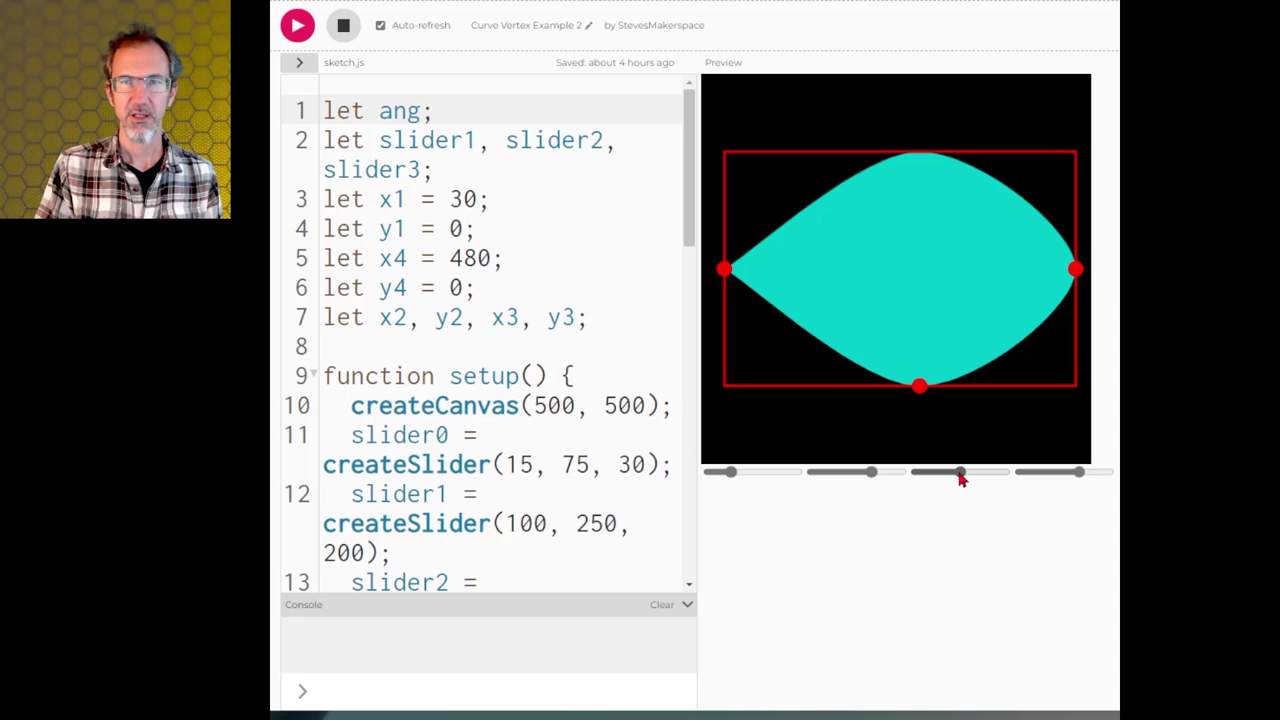 Auto-refresh
Curve Vertex Example 2
by StevesMakerspace
sketch.js
Saved: about 4 hours ago
Preview
1 let ang;
2 let slider1, slider2,
slider3;
3 let x1 = 30;
4 let y1 = 0;
5 let x4 = 480;
6 let y4 = 0;
7 let x2, y2, x3, y3;
8
9 function setup() {
10 createCanvas(500, 500);
11 slider0 =
createSlider(15, 75, 30);
12 slider1 =
createSlider(100, 250,
200);
13 slider2 =
Console
Clear